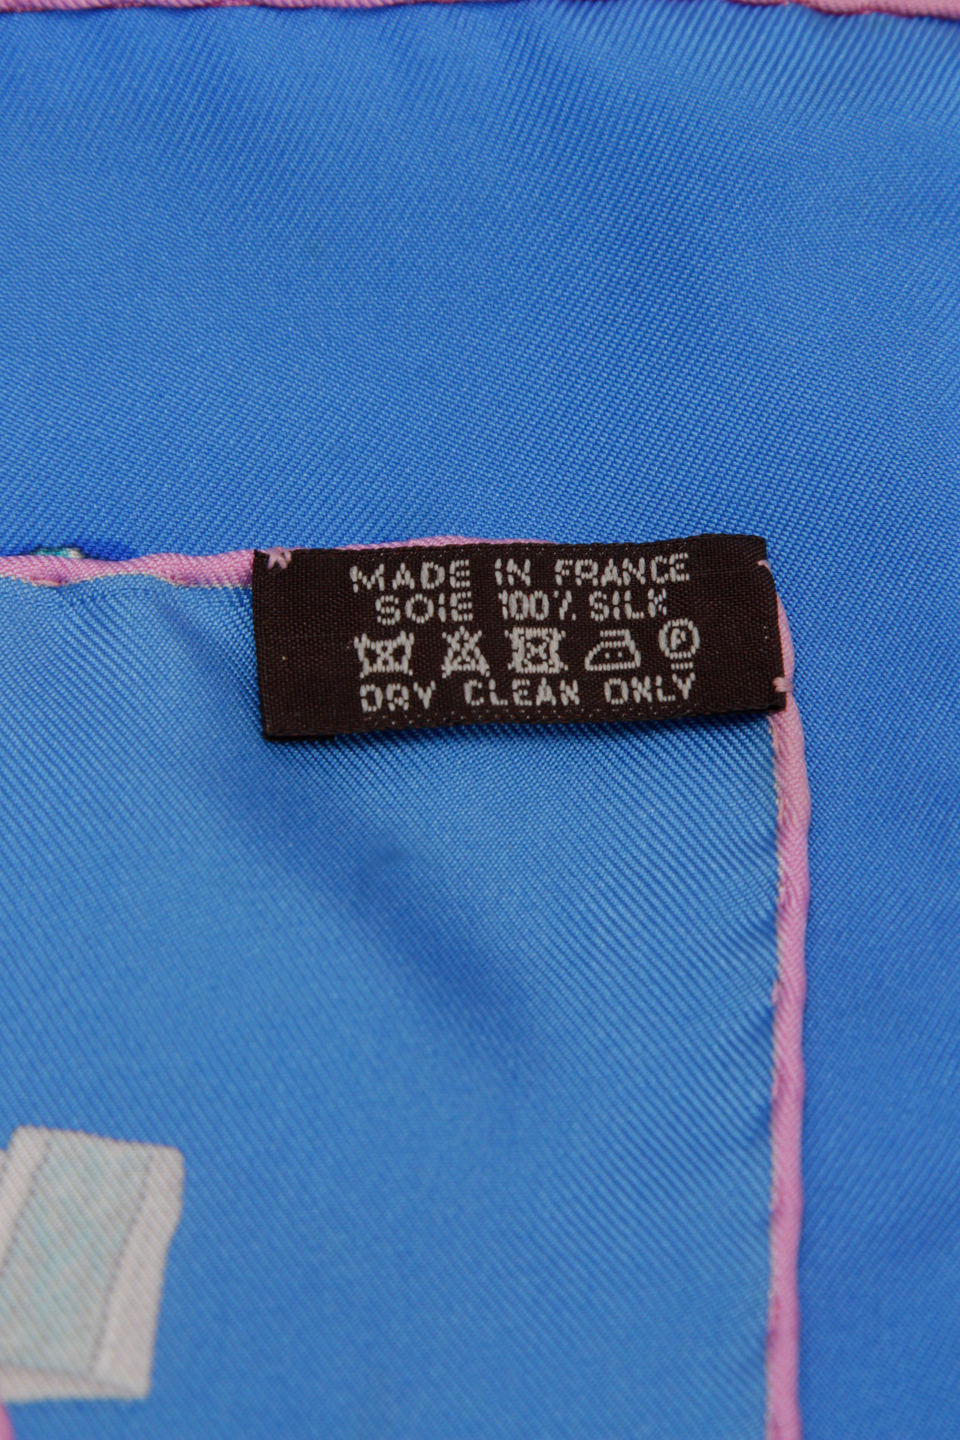 MADE IN FRANCE
SOIE 100% SILK
P
DRY CLEAN ONLY